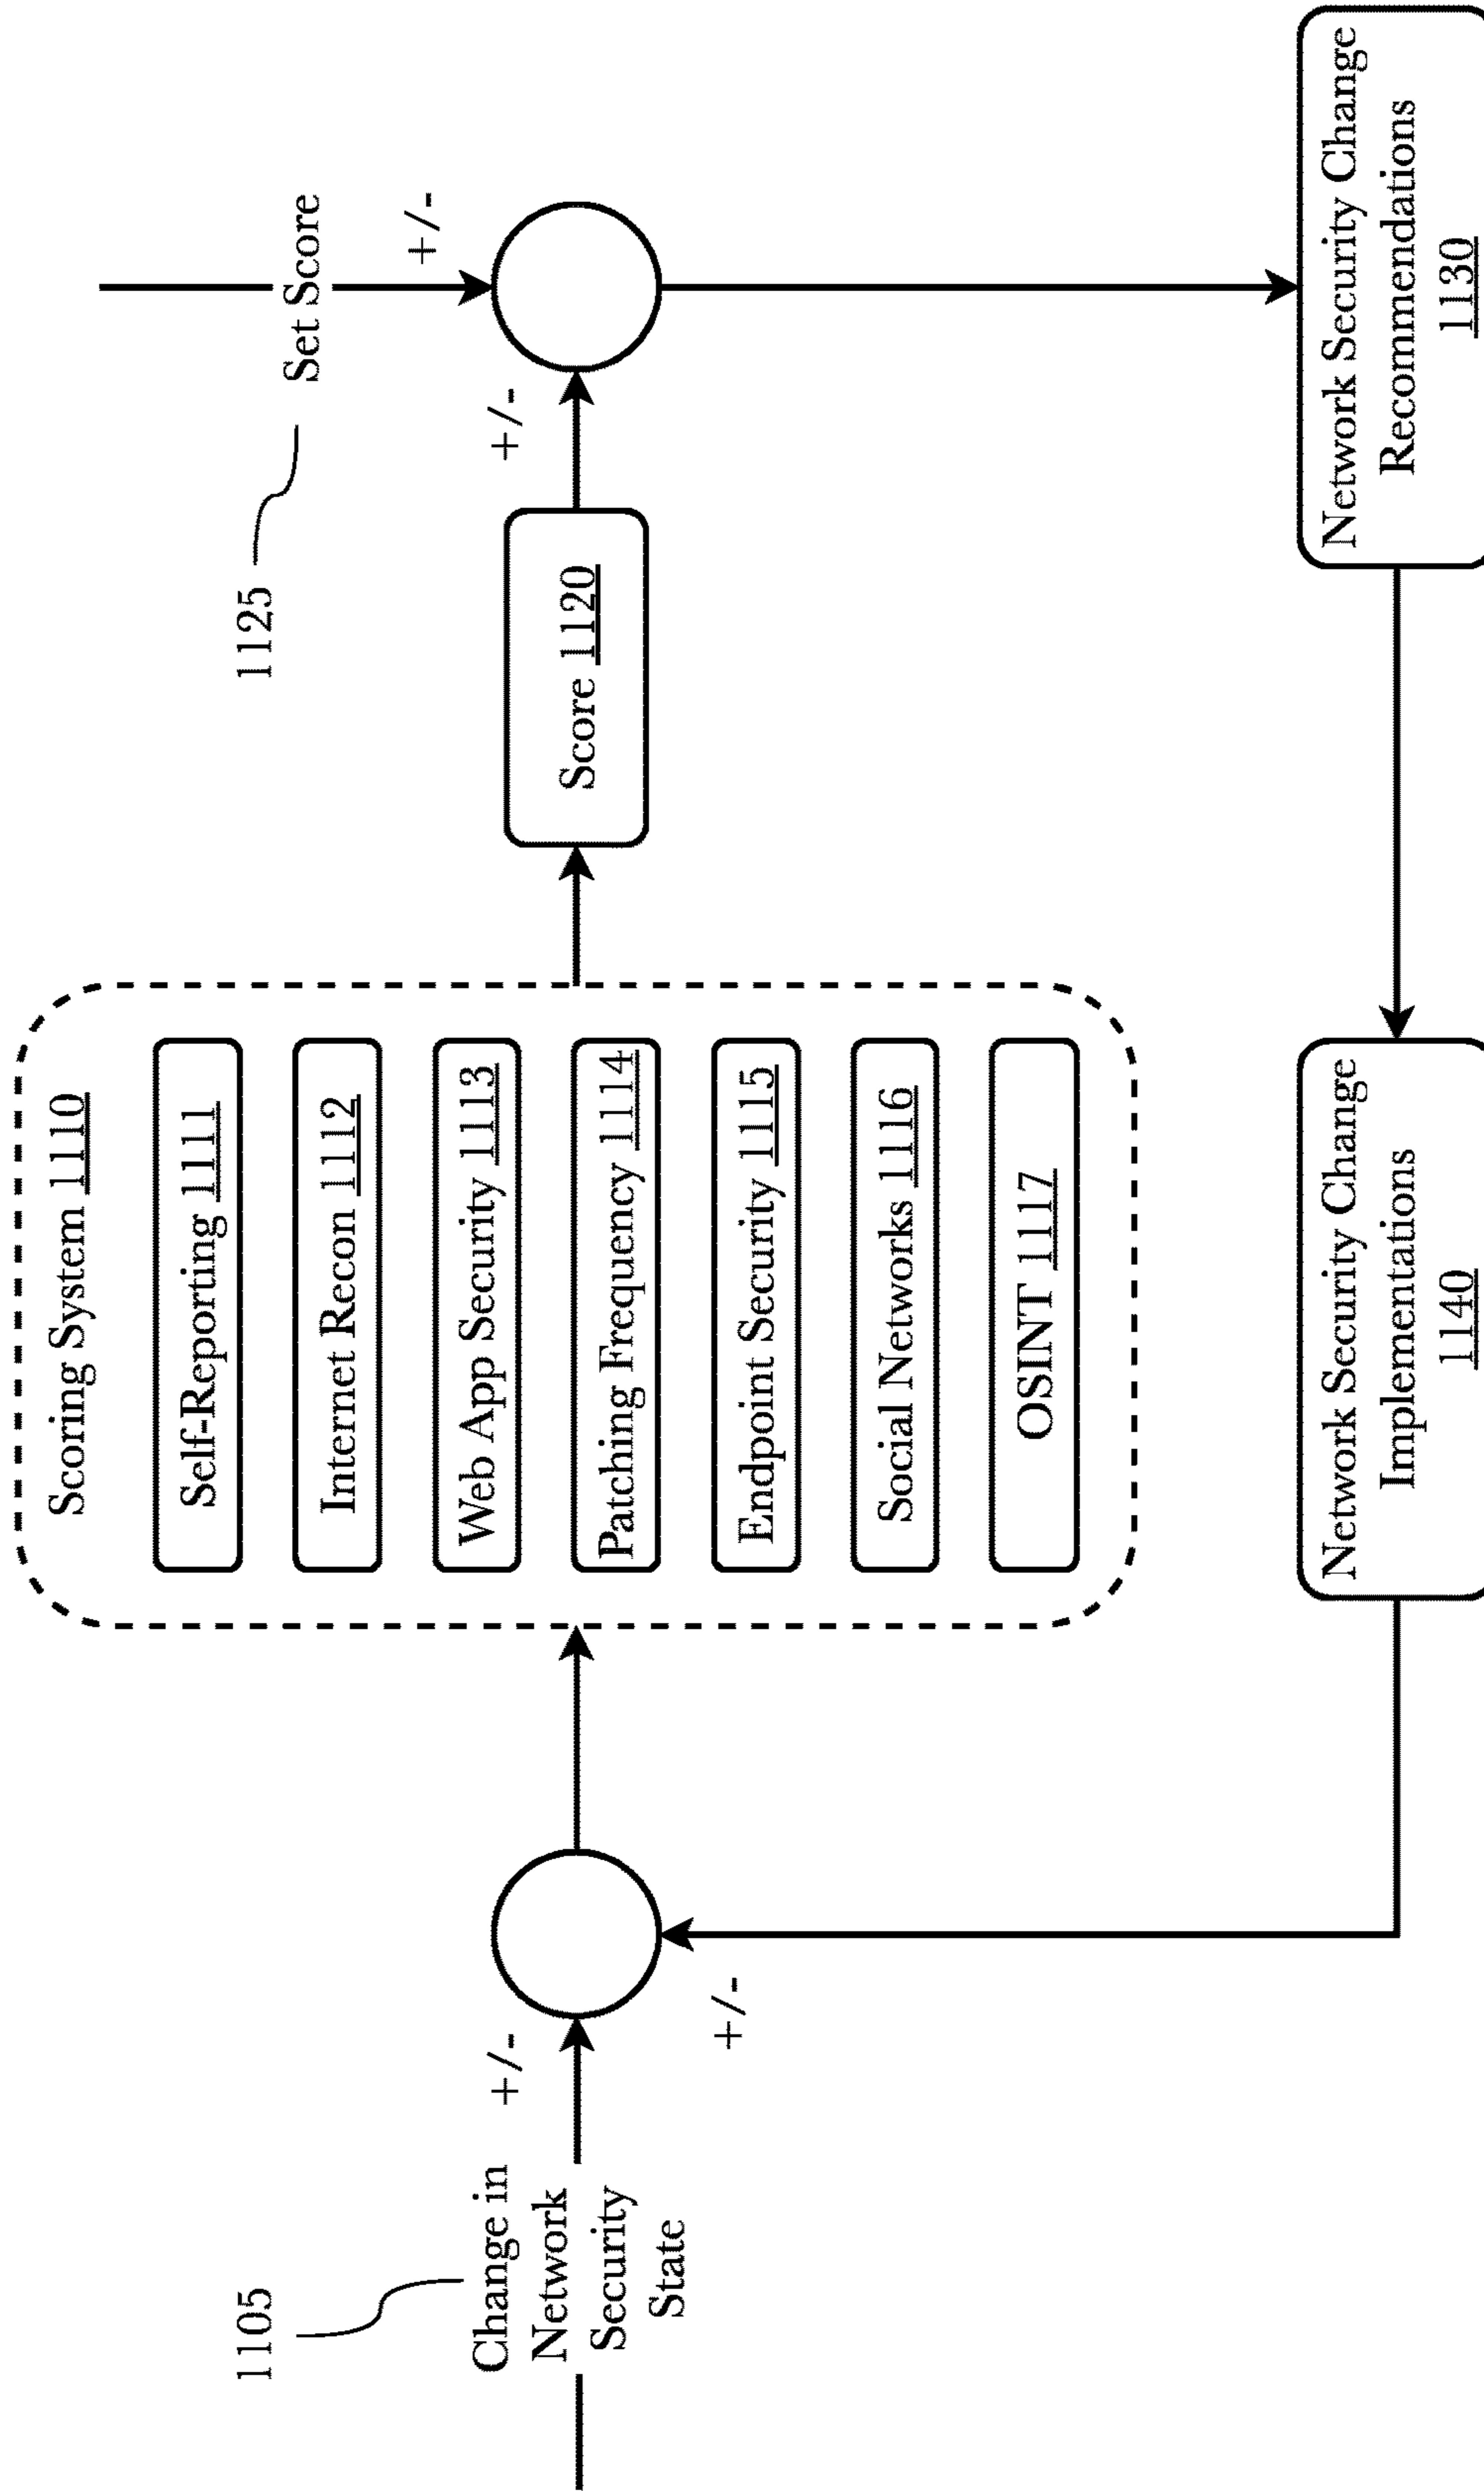 Scoring System 1110
Self-Reporting 1111
Internet Recon 1112
Web App Security 1113
Patching Frequency 1114
Endpoint Security 1115
Social Networks 1116
OSINT 1117
1105
Change in
Network
Security
State
+/-
+/-
Score 1120
1125
Set Score
+/-
+/-
Network Security Change
Implementations
1140
Network Security Change
Recommendations
1130